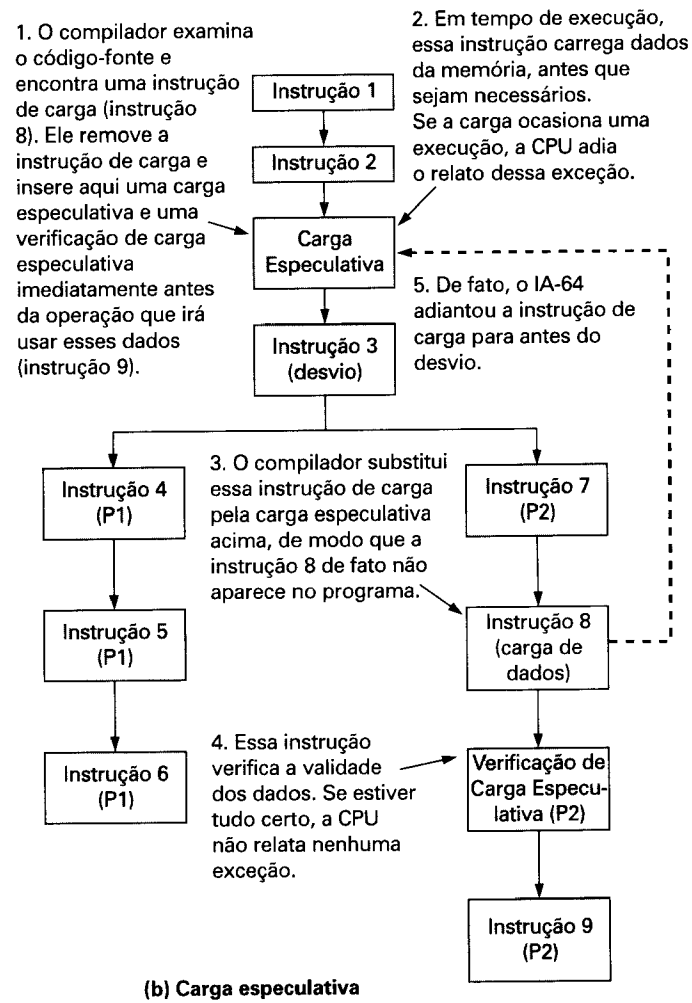 1. O compilador examina
o código-fonte e
encontra uma instrução
de carga (instrução
8). Ele remove a
instrução de carga e
insere aqui uma carga
especulativa e uma
verificação de carga
especulativa
imediatamente antes
da operação que irá
usar esses dados
(instrução 9).
2. Em tempo de execução,
essa instrução carrega dados
da memória, antes que
sejam necessários.
Se a carga ocasiona uma
execução, a CPU adia
o relato dessa exceção.
Instrução 1
Instrução 2
Carga
Especulativa
5. De fato, o IA-64
adiantou a instrução de
carga para antes do
desvio.
Instrução 3
(desvio)
Instrução 4
(P1)
3. O compilador substitui
essa instrução de carga
pela carga especulativa
acima, de modo que a
instrução 8 de fato não
aparece no programa.
Instrução 7
(P2)
Instrução 5
(P1)
Instrução 8
(carga de
dados)
Instrução 6
(P1)
4. Essa instrução
verifica a validade
dos dados. Se estiver
tudo certo, a CPU
não relata nenhuma
exceção.
Verificação de
Carga Especu-
lativa (P2)
Instrução 9
(P2)
(b) Carga especulativa